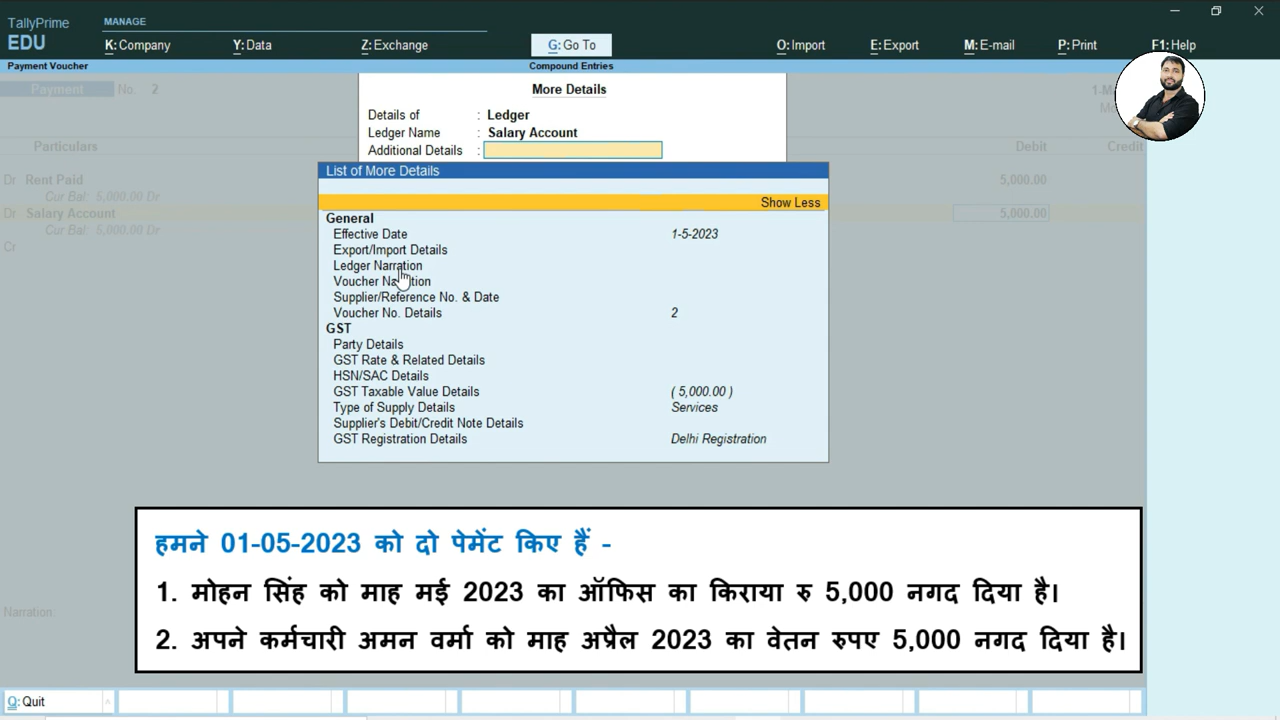 TallyPrime
EDU
MANAGE
K: Company
Y: Data
Z: Exchange
G: Go To
O: Import
E: Export
M: E-mail
P: Print
F1: Help
Payment Voucher
Compound Entries
Payment No. 2
More Details
Details of : Ledger
Ledger Name : Salary Account
Additional Details :
Particulars
Debit
Credit
Dr Rent Paid
5,000.00
Cur Bal: 5,000.00 Dr
Dr Salary Account
5,000.00
Cur Bal: 5,000.00 Dr
Cr
List of More Details
Show Less
General
Effective Date 1-5-2023
Export/Import Details
Ledger Narration
Voucher Narration
Supplier/Reference No. & Date
Voucher No. Details 2
GST
Party Details
GST Rate & Related Details
HSN/SAC Details
GST Taxable Value Details ( 5,000.00 )
Type of Supply Details Services
Supplier's Debit/Credit Note Details
GST Registration Details Delhi Registration
हमने 01-05-2023 को दो पेमेंट किए हैं -
1. मोहन सिंह को माह मई 2023 का ऑफिस का किराया रु 5,000 नगद दिया है।
2. अपने कर्मचारी अमन वर्मा को माह अप्रैल 2023 का वेतन रुपए 5,000 नगद दिया है।
Narration:
Q: Quit